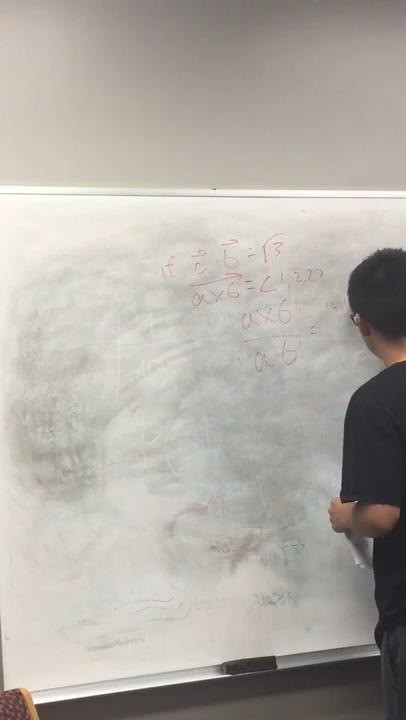 if a⃗ · b⃗ = √3
a×b = <1,2,2>
a×b
a b =